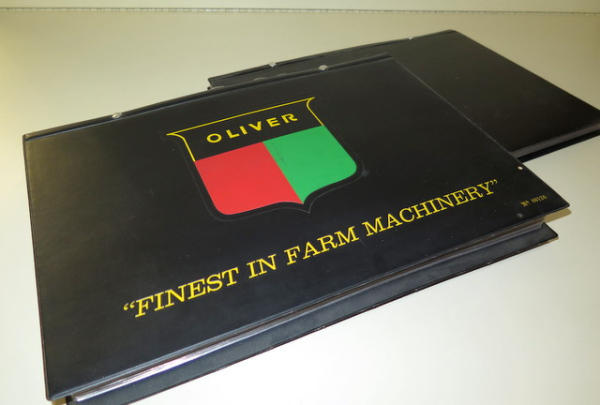 OLIVER
"FINEST IN FARM MACHINERY"